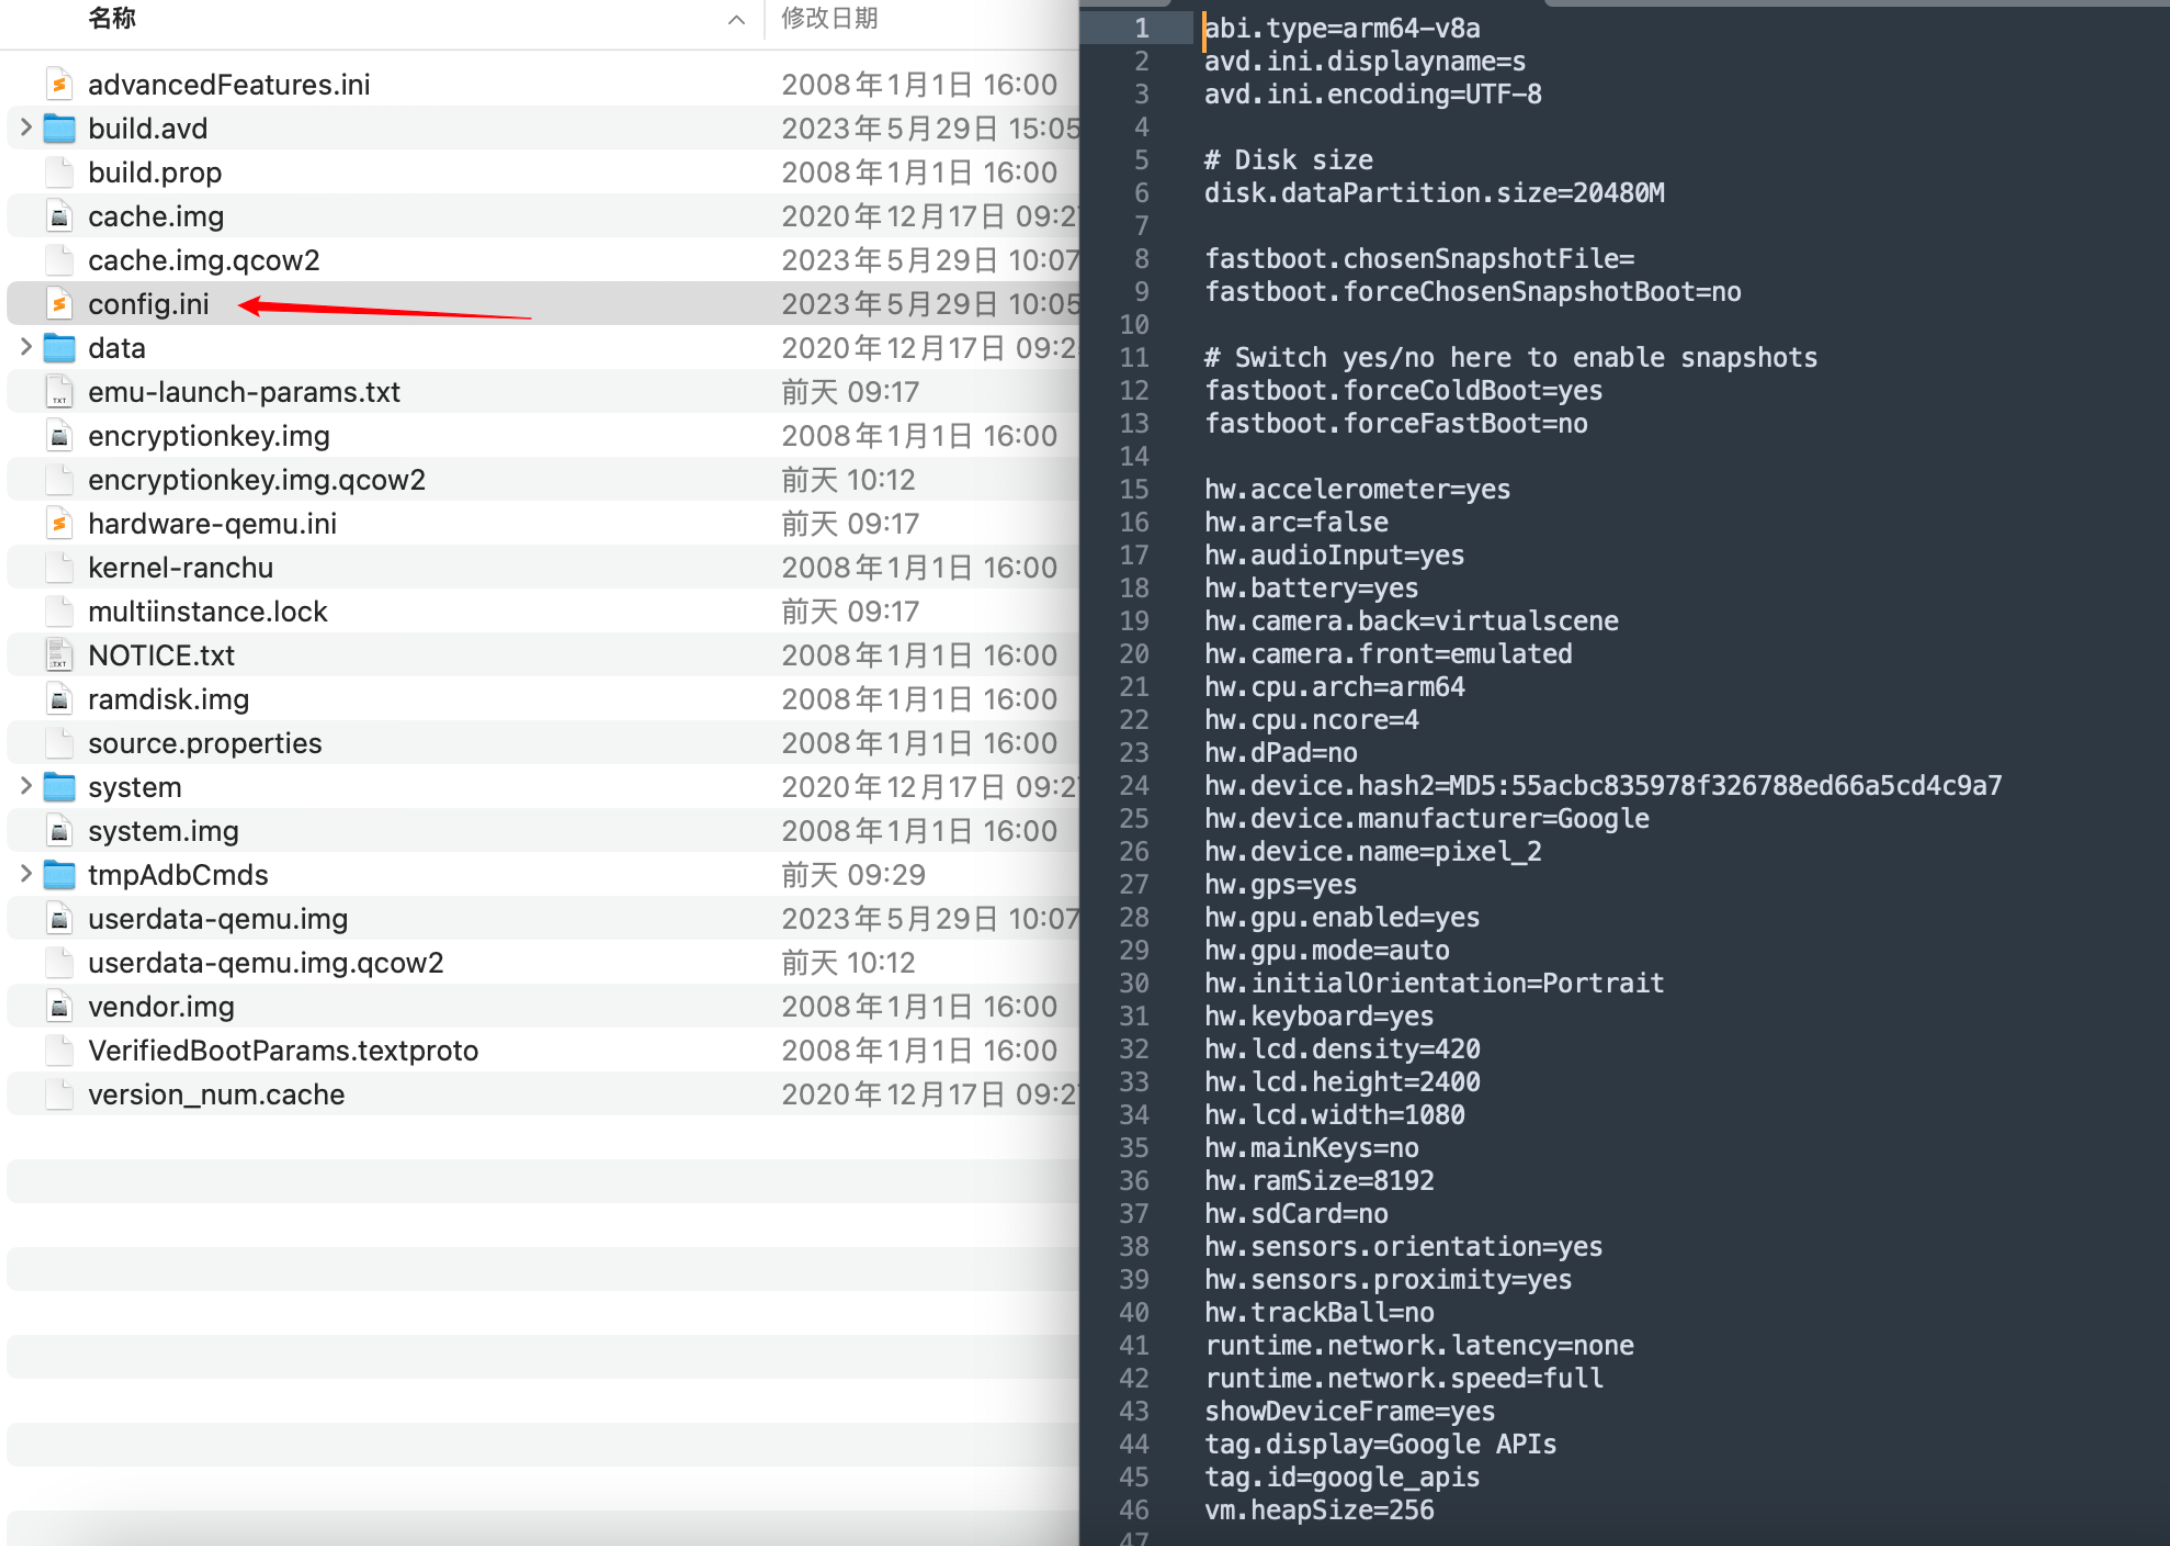 名称 修改日期
advancedFeatures.ini 2008年1月1日 16:00
build.avd 2023年5月29日 15:05
build.prop 2008年1月1日 16:00
cache.img 2020年12月17日 09:27
cache.img.qcow2 2023年5月29日 10:07
config.ini 2023年5月29日 10:05
data 2020年12月17日 09:2
emu-launch-params.txt 前天 09:17
encryptionkey.img 2008年1月1日 16:00
encryptionkey.img.qcow2 前天 10:12
hardware-qemu.ini 前天 09:17
kernel-ranchu 2008年1月1日 16:00
multiinstance.lock 前天 09:17
NOTICE.txt 2008年1月1日 16:00
ramdisk.img 2008年1月1日 16:00
source.properties 2008年1月1日 16:00
system 2020年12月17日 09:27
system.img 2008年1月1日 16:00
tmpAdbCmds 前天 09:29
userdata-qemu.img 2023年5月29日 10:07
userdata-qemu.img.qcow2 前天 10:12
vendor.img 2008年1月1日 16:00
VerifiedBootParams.textproto 2008年1月1日 16:00
version_num.cache 2020年12月17日 09:27
1 abi.type=arm64-v8a
2 avd.ini.displayname=s
3 avd.ini.encoding=UTF-8
4
5 # Disk size
6 disk.dataPartition.size=20480M
7
8 fastboot.chosenSnapshotFile=
9 fastboot.forceChosenSnapshotBoot=no
10
11 # Switch yes/no here to enable snapshots
12 fastboot.forceColdBoot=yes
13 fastboot.forceFastBoot=no
14
15 hw.accelerometer=yes
16 hw.arc=false
17 hw.audioInput=yes
18 hw.battery=yes
19 hw.camera.back=virtualscene
20 hw.camera.front=emulated
21 hw.cpu.arch=arm64
22 hw.cpu.ncore=4
23 hw.dPad=no
24 hw.device.hash2=MD5:55acbc835978f326788ed66a5cd4c9a7
25 hw.device.manufacturer=Google
26 hw.device.name=pixel_2
27 hw.gps=yes
28 hw.gpu.enabled=yes
29 hw.gpu.mode=auto
30 hw.initialOrientation=Portrait
31 hw.keyboard=yes
32 hw.lcd.density=420
33 hw.lcd.height=2400
34 hw.lcd.width=1080
35 hw.mainKeys=no
36 hw.ramSize=8192
37 hw.sdCard=no
38 hw.sensors.orientation=yes
39 hw.sensors.proximity=yes
40 hw.trackBall=no
41 runtime.network.latency=none
42 runtime.network.speed=full
43 showDeviceFrame=yes
44 tag.display=Google APIs
45 tag.id=google_apis
46 vm.heapSize=256
47